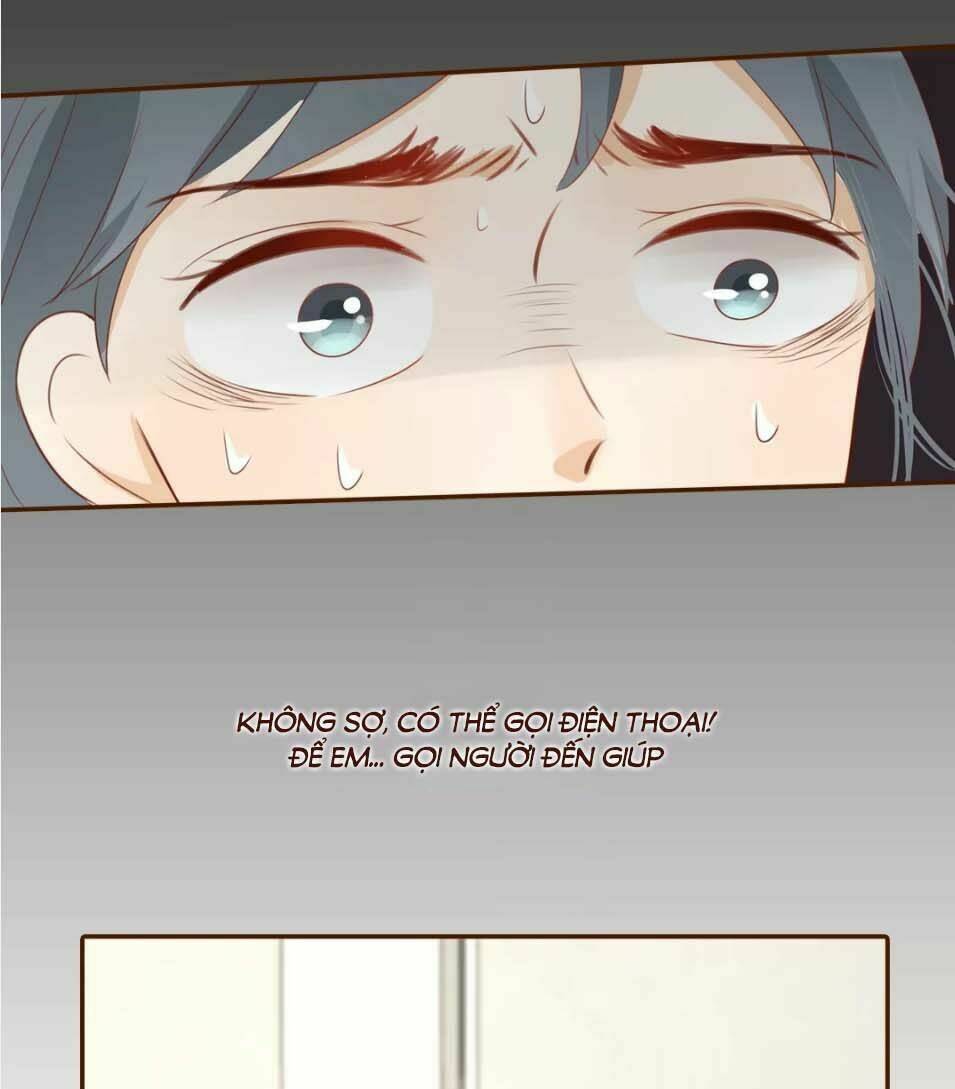 KHÔNG SỢ, CÓ THỂ GỌI ĐIỆN THOẠI!
ĐỂ EM... GỌI NGƯỜI ĐẾN GIÚP